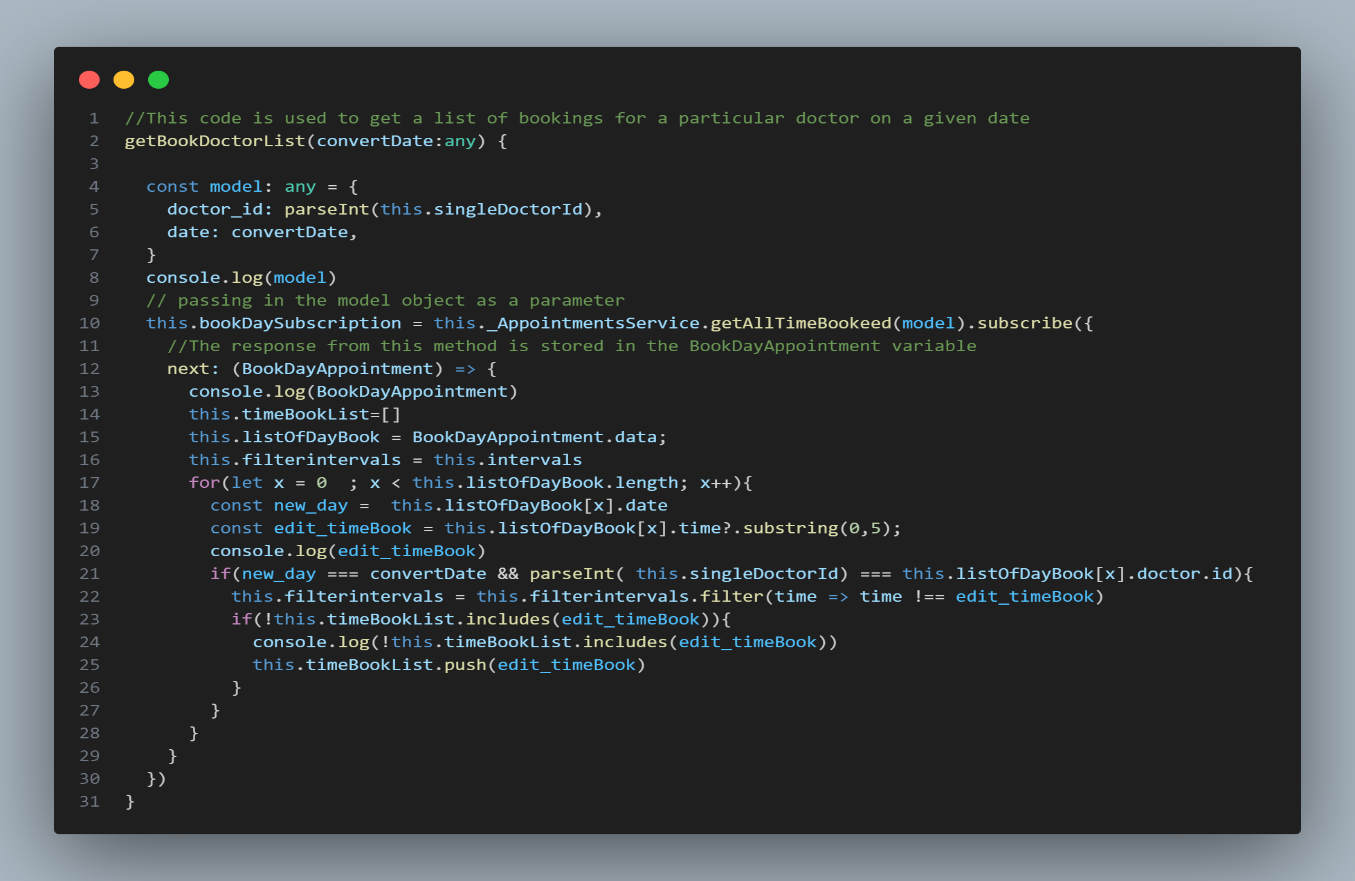 1 //This code is used to get a list of bookings for a particular doctor on a given date
2 getBookDoctorList(convertDate:any) {
3
4   const model: any = {
5     doctor_id: parseInt(this.singleDoctorId),
6     date: convertDate,
7   }
8   console.log(model)
9   // passing in the model object as a parameter
10   this.bookDaySubscription = this._AppointmentsService.getAllTimeBookeed(model).subscribe({
11     //The response from this method is stored in the BookDayAppointment variable
12     next: (BookDayAppointment) => {
13       console.log(BookDayAppointment)
14       this.timeBookList=[]
15       this.listOfDayBook = BookDayAppointment.data;
16       this.filterintervals = this.intervals
17       for(let x = 0  ; x < this.listOfDayBook.length; x++){
18         const new_day =  this.listOfDayBook[x].date
19         const edit_timeBook = this.listOfDayBook[x].time?.substring(0,5);
20         console.log(edit_timeBook)
21         if(new_day === convertDate && parseInt( this.singleDoctorId) === this.listOfDayBook[x].doctor.id){
22           this.filterintervals = this.filterintervals.filter(time => time !== edit_timeBook)
23           if(!this.timeBookList.includes(edit_timeBook)){
24             console.log(!this.timeBookList.includes(edit_timeBook))
25             this.timeBookList.push(edit_timeBook)
26           }
27         }
28       }
29     }
30   })
31 }